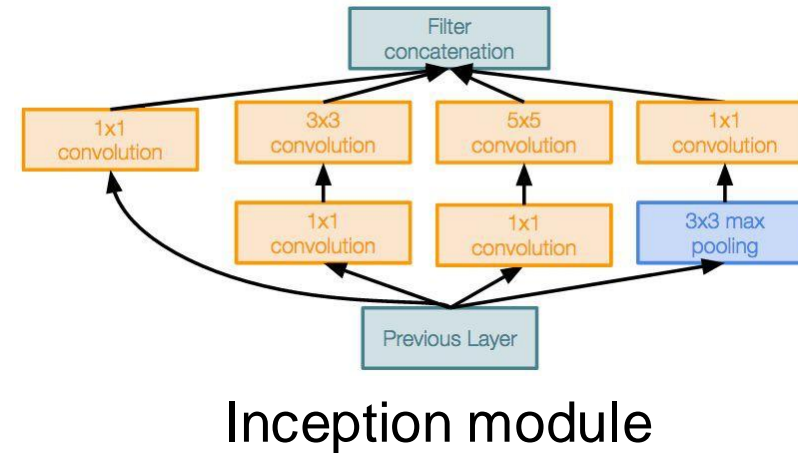 Filter
concatenation
1x1
convolution
3x3
convolution
5x5
convolution
1x1
convolution
1x1
convolution
1x1
convolution
3x3 max
pooling
Previous Layer
Inception module